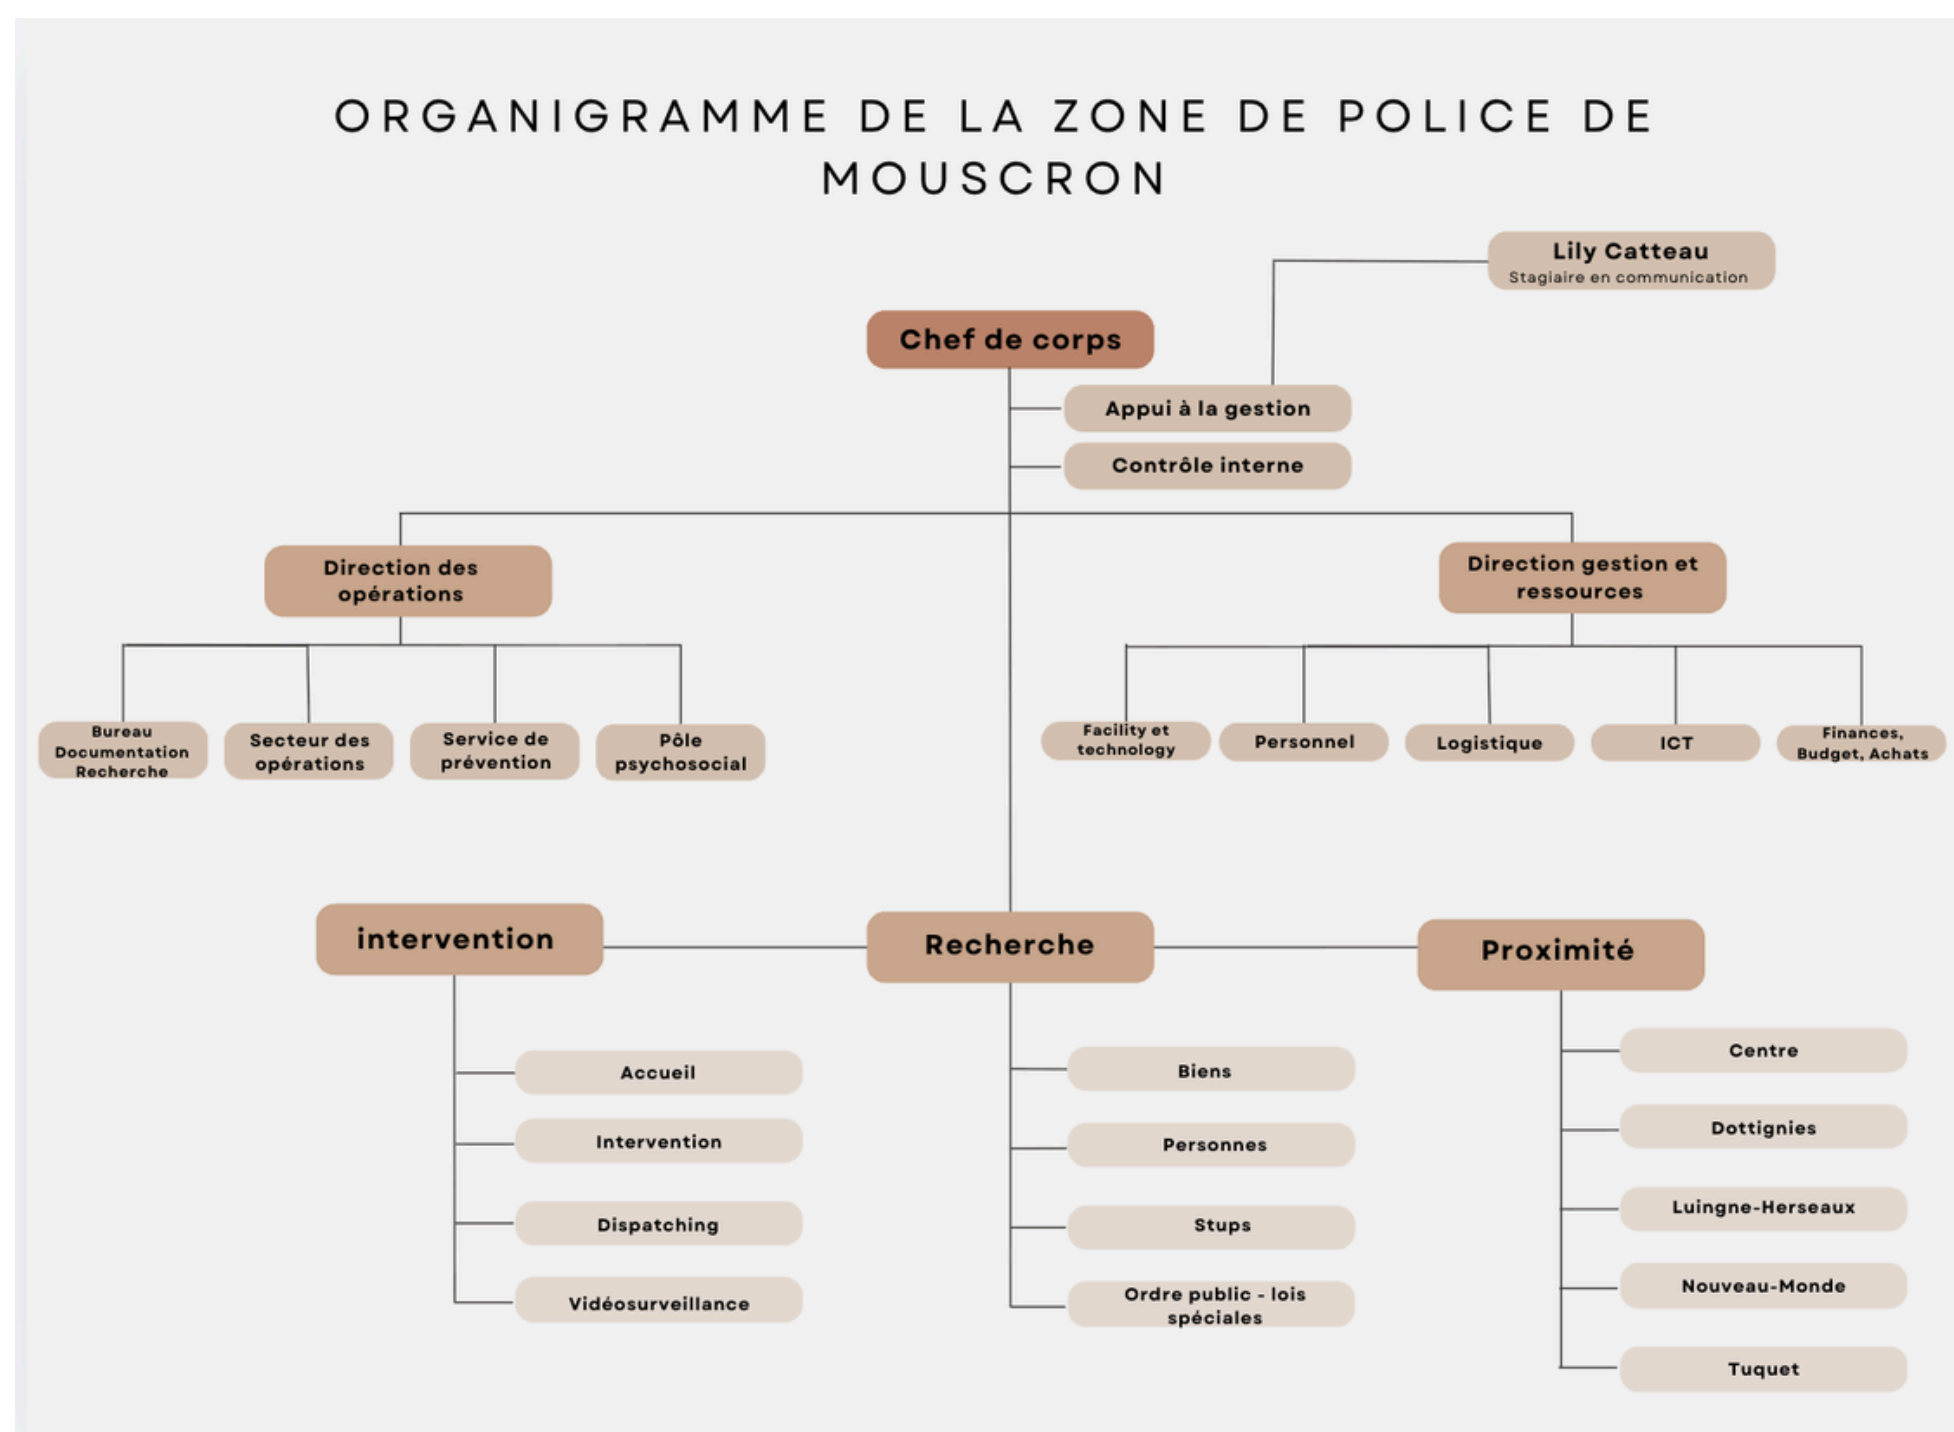 ORGANIGRAMME DE LA ZONE DE POLICE DE
MOUSCRON
Lily Catteau
Stagiaire en communication
Chef de corps
Appui à la gestion
Contrôle interne
Direction des
opérations
Direction gestion et
ressources
Bureau
Documentation
Recherche
Secteur des
opérations
Service de
prévention
Pôle
psychosocial
Facility et
technology
Personnel
Logistique
ICT
Finances,
Budget, Achats
intervention
Recherche
Proximité
Accueil
Intervention
Dispatching
Vidéosurveillance
Biens
Personnes
Stups
Ordre public - lois
spéciales
Centre
Dottignies
Luingne-Herseaux
Nouveau-Monde
Tuquet